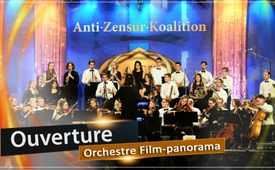 Anti-Zensur-Koalition
Ouverture
Orchestre Film-panorama